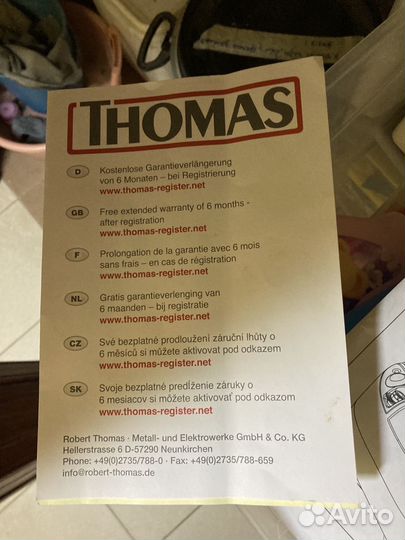 THOMAS
D
Kostenlose Garantieverlängerung
von 6 Monaten – bei Registrierung
www.thomas-register.net
GB
Free extended warranty of 6 months -
after registration
www.thomas-register.net
F
Prolongation de la garantie avec 6 mois
sans frais – en cas de régistration
www.thomas-register.net
NL
Gratis garantieverlenging van
6 maanden – bij registratie
www.thomas-register.net
CZ
Své bezplatné prodloužení záruční lhůty o
6 měsíců si můžete aktivovat pod odkazem
www.thomas-register.net
SK
Svoje bezplatné predĺženie záruky o
6 mesiacov si môžete aktivovať pod odkazom
www.thomas-register.net
Robert Thomas · Metall- und Elektrowerke GmbH & Co. KG
Hellerstrasse 6 D-57290 Neunkirchen
Phone: +49(0)2735/788-0 · Fax: +49(0)2735/788-659
info@robert-thomas.de
Avito